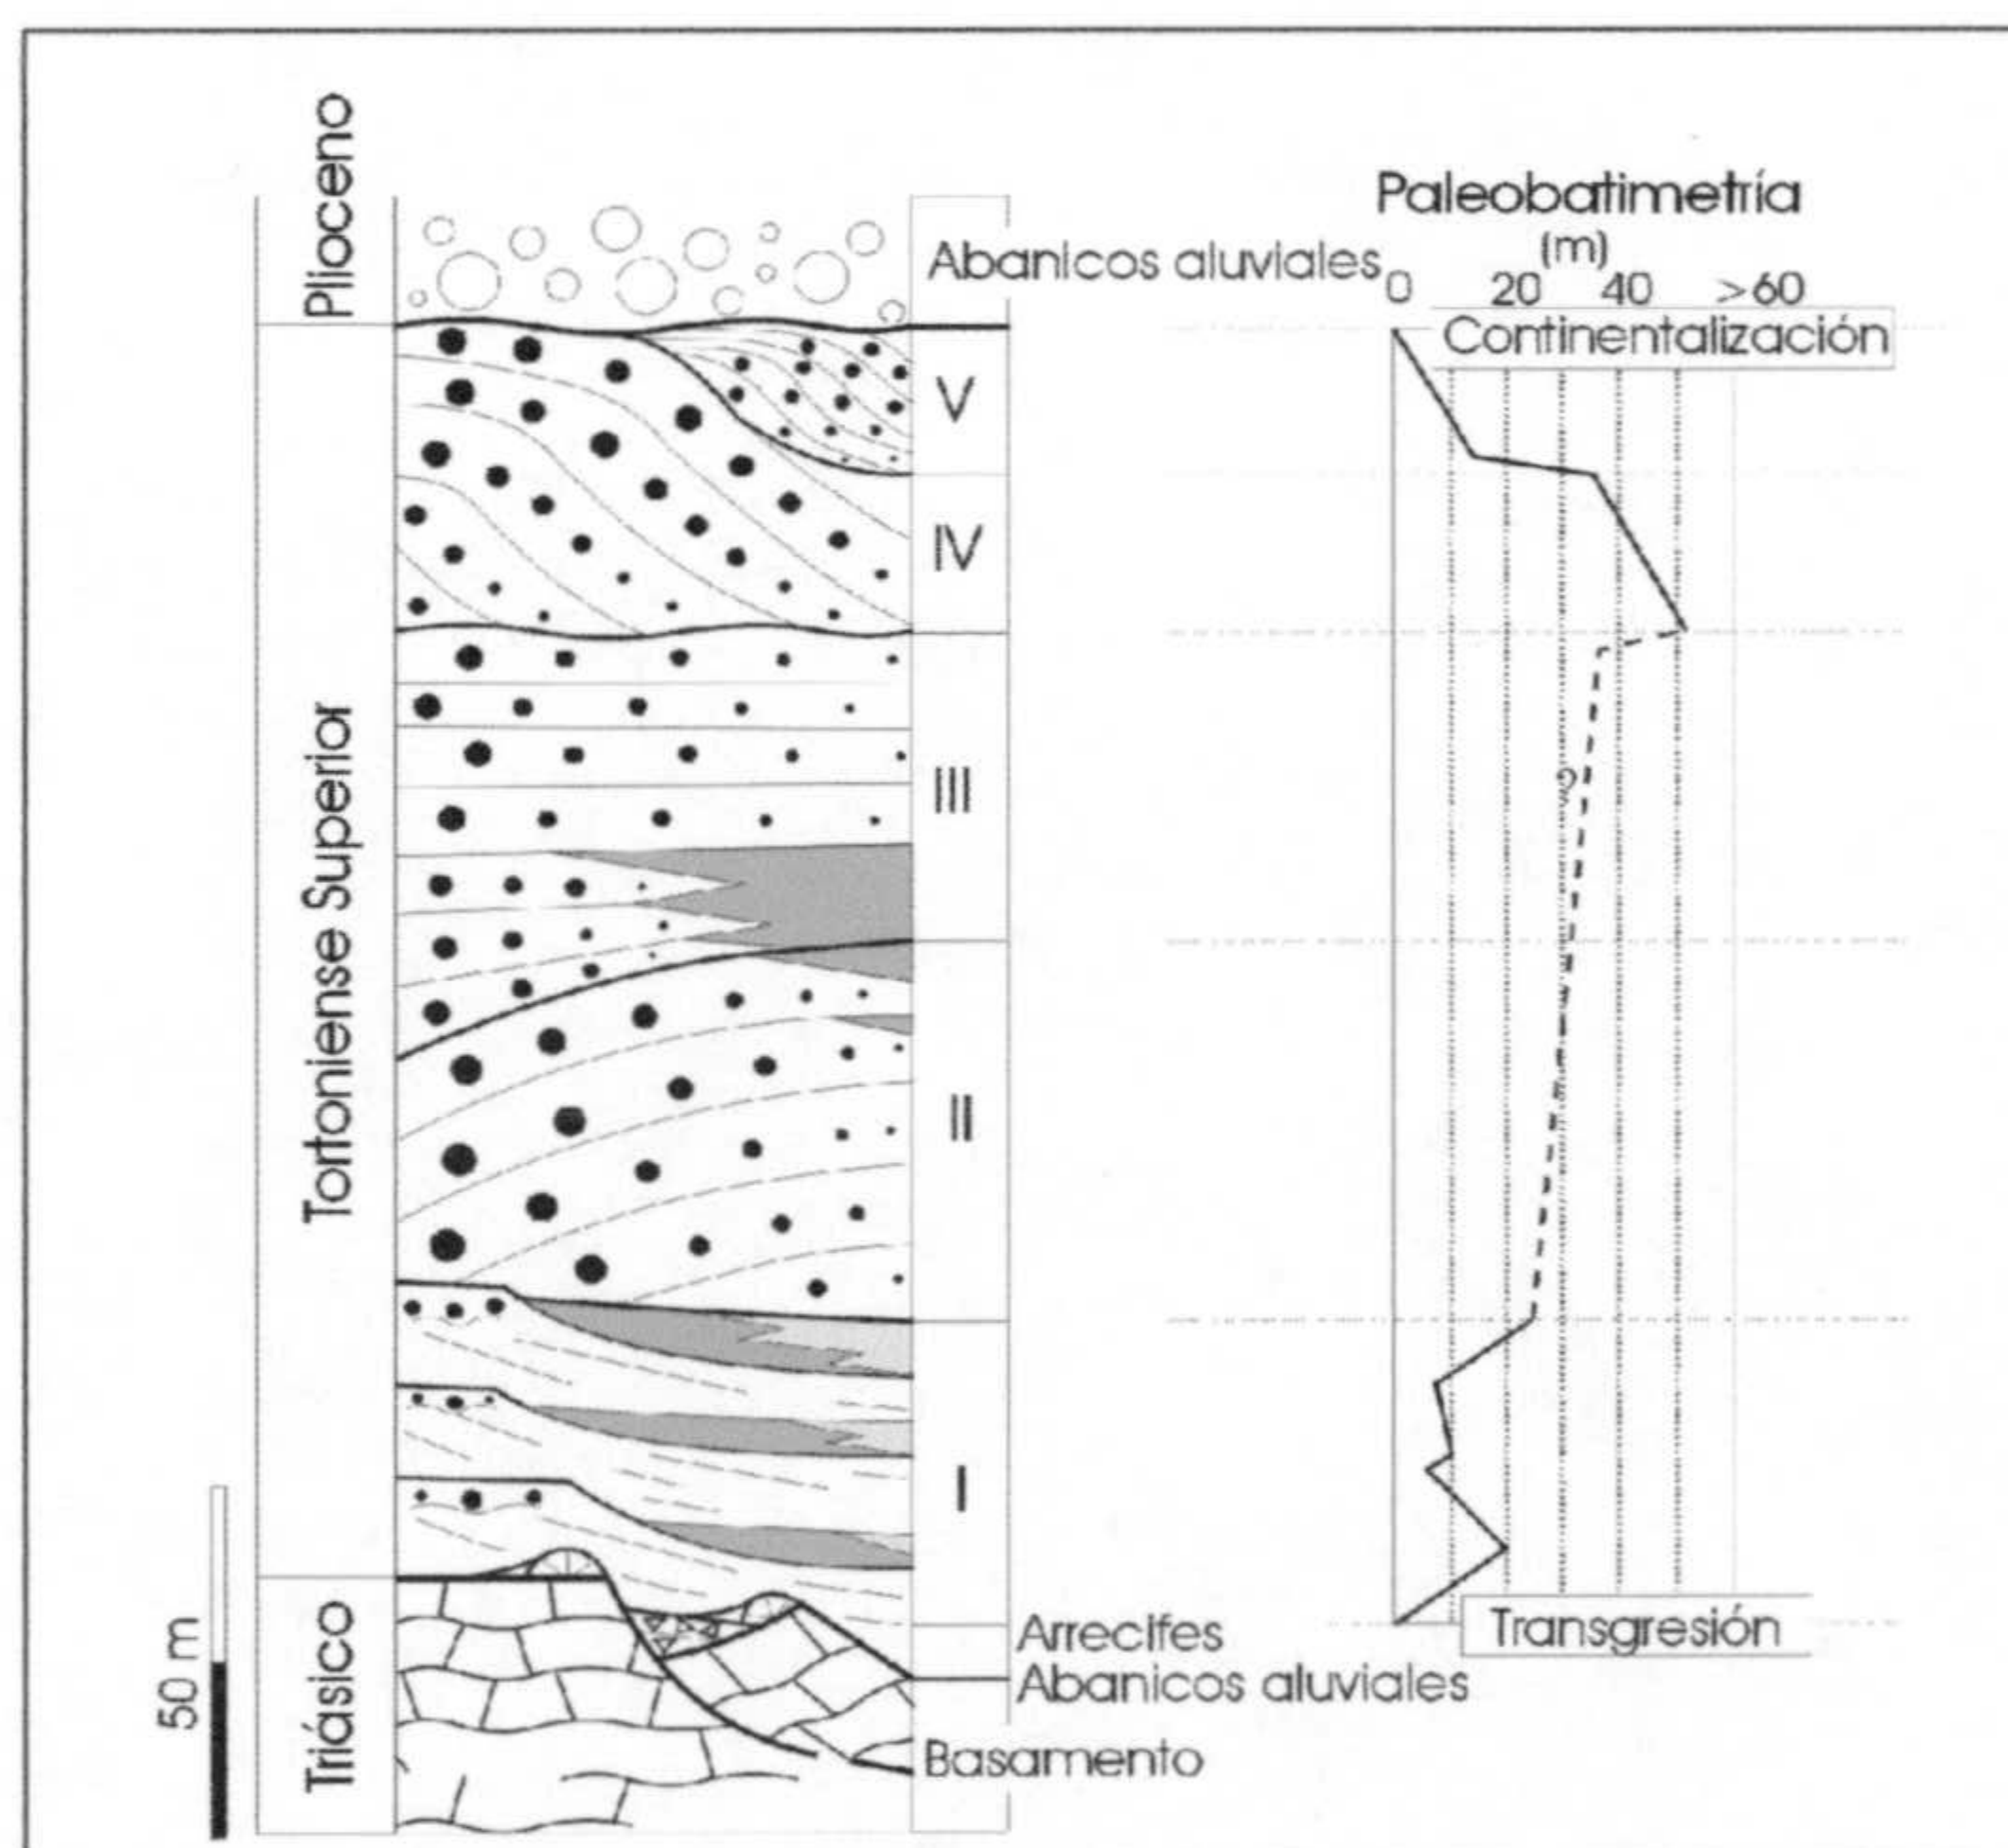 Plioceno
Tortoniense Superior
Triásico
50 m
Abanicos aluviales
V
IV
III
II
I
Arrecifes
Abanicos aluviales
Basamento
Paleobatimetría
(m)
0 20 40 >60
Continentalización
?
Transgresión